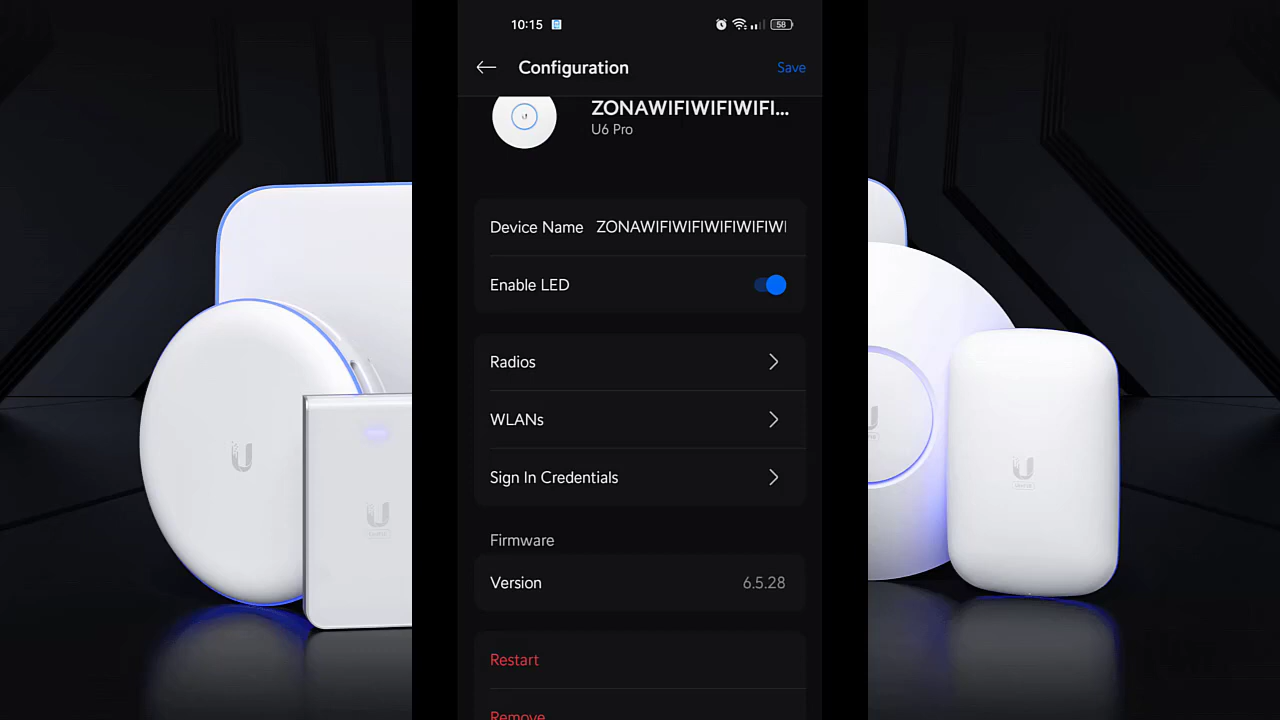 10:15
58
Configuration
Save
ZONAWIFIWIFIWIFI...
U6 Pro
Device Name ZONAWIFIWIFIWIFIWIFIWI
Enable LED
Radios
WLANs
Sign In Credentials
Firmware
Version 6.5.28
Restart
Remove